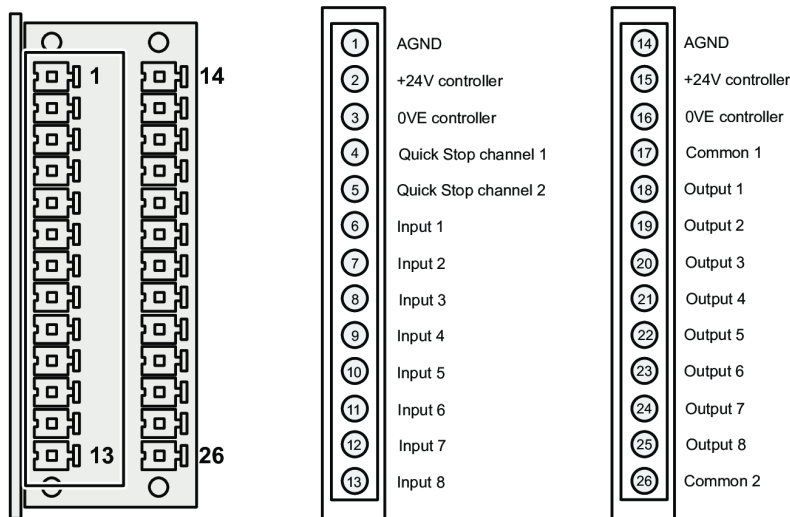 1
14
13
26
1 AGND
2 +24V controller
3 0VE controller
4 Quick Stop channel 1
5 Quick Stop channel 2
6 Input 1
7 Input 2
8 Input 3
9 Input 4
10 Input 5
11 Input 6
12 Input 7
13 Input 8
14 AGND
15 +24V controller
16 0VE controller
17 Common 1
18 Output 1
19 Output 2
20 Output 3
21 Output 4
22 Output 5
23 Output 6
24 Output 7
25 Output 8
26 Common 2